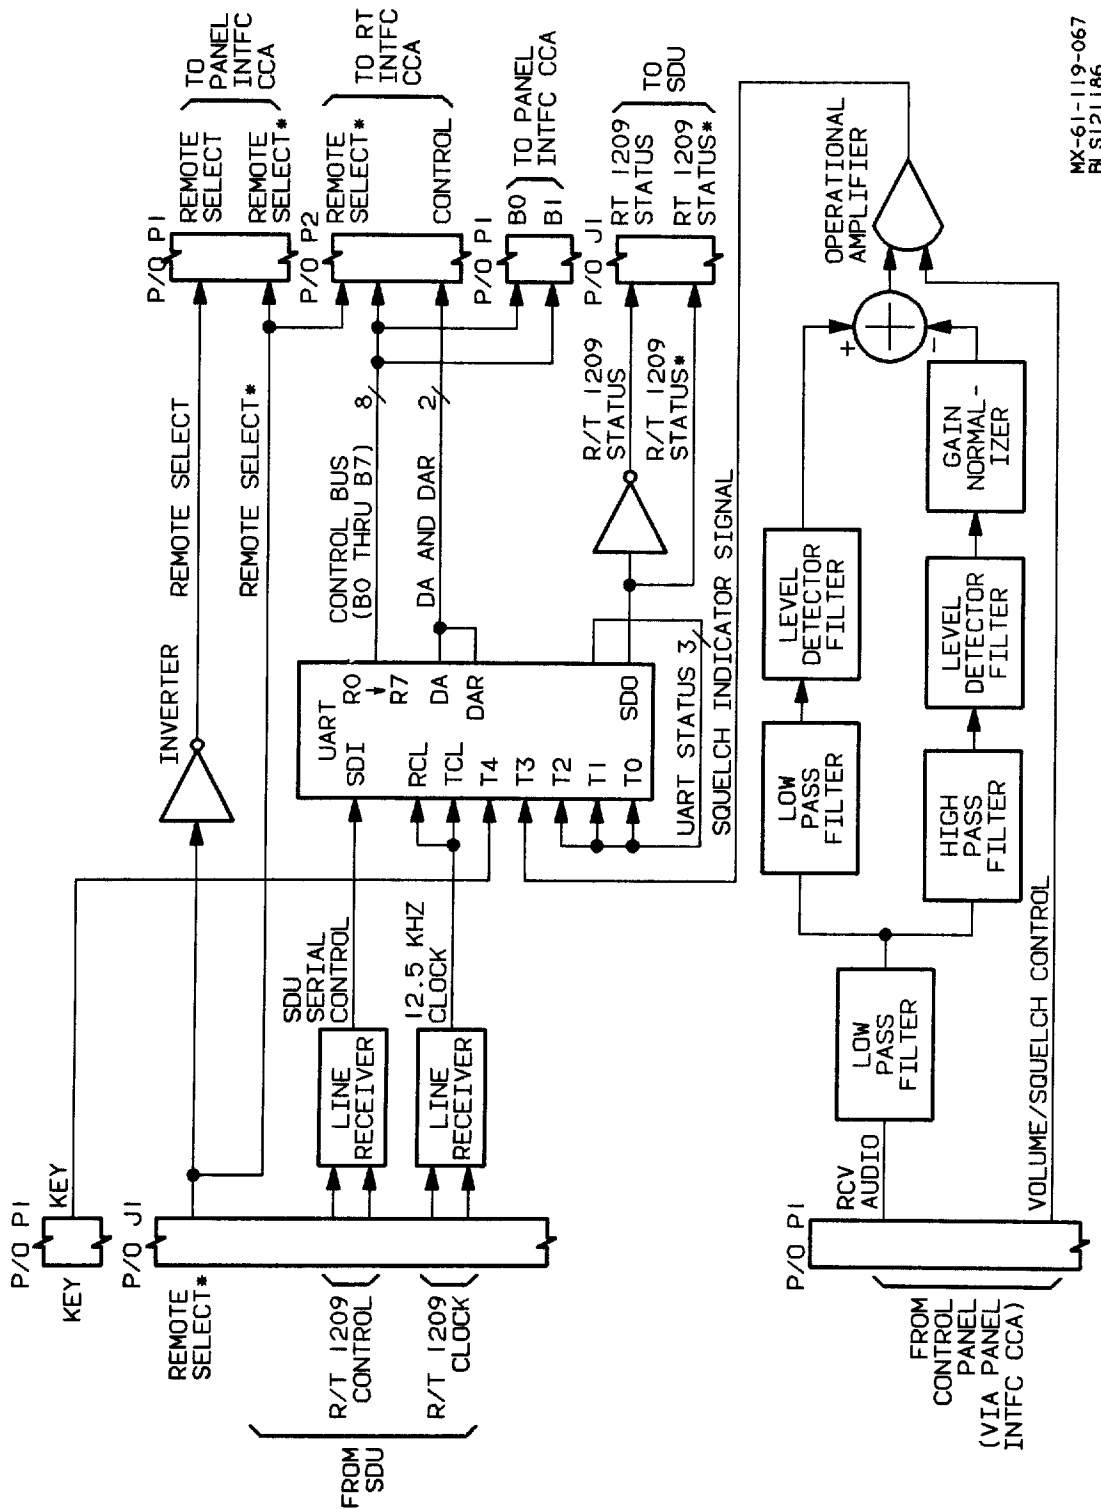 P/O P1
KEY
KEY
P/O J1
REMOTE
SELECT*
R/T 1209
CONTROL
R/T 1209
CLOCK
FROM
SDU
LINE
RECEIVER
LINE
RECEIVER
SDU
SERIAL
CONTROL
12.5 KHZ
CLOCK
INVERTER
REMOTE SELECT
REMOTE SELECT*
UART
SDI
RCL
TCL
T4
T3
T2
T1
T0
R0
R7
DA
DAR
SDO
UART STATUS 3
SQUELCH INDICATOR SIGNAL
CONTROL BUS
(B0 THRU B7)
8
DA AND DAR
2
R/T 1209
STATUS
R/T 1209
STATUS*
P/O P1
REMOTE
SELECT
REMOTE
SELECT*
TO
PANEL
INTFC
CCA
P/O P2
REMOTE
SELECT*
CONTROL
TO RT
INTFC
CCA
P/O P1
B0
B1
TO PANEL
INTFC CCA
P/O J1
RT 1209
STATUS
RT 1209
STATUS*
TO
SDU
P/O P1
FROM
CONTROL
PANEL
(VIA PANEL
INTFC CCA)
RCV
AUDIO
VOLUME/SQUELCH CONTROL
LOW
PASS
FILTER
LOW
PASS
FILTER
LEVEL
DETECTOR
FILTER
HIGH
PASS
FILTER
LEVEL
DETECTOR
FILTER
GAIN
NORMAL-
IZER
+
-
OPERATIONAL
AMPLIFIER
MX-61-119-067
BLS121186